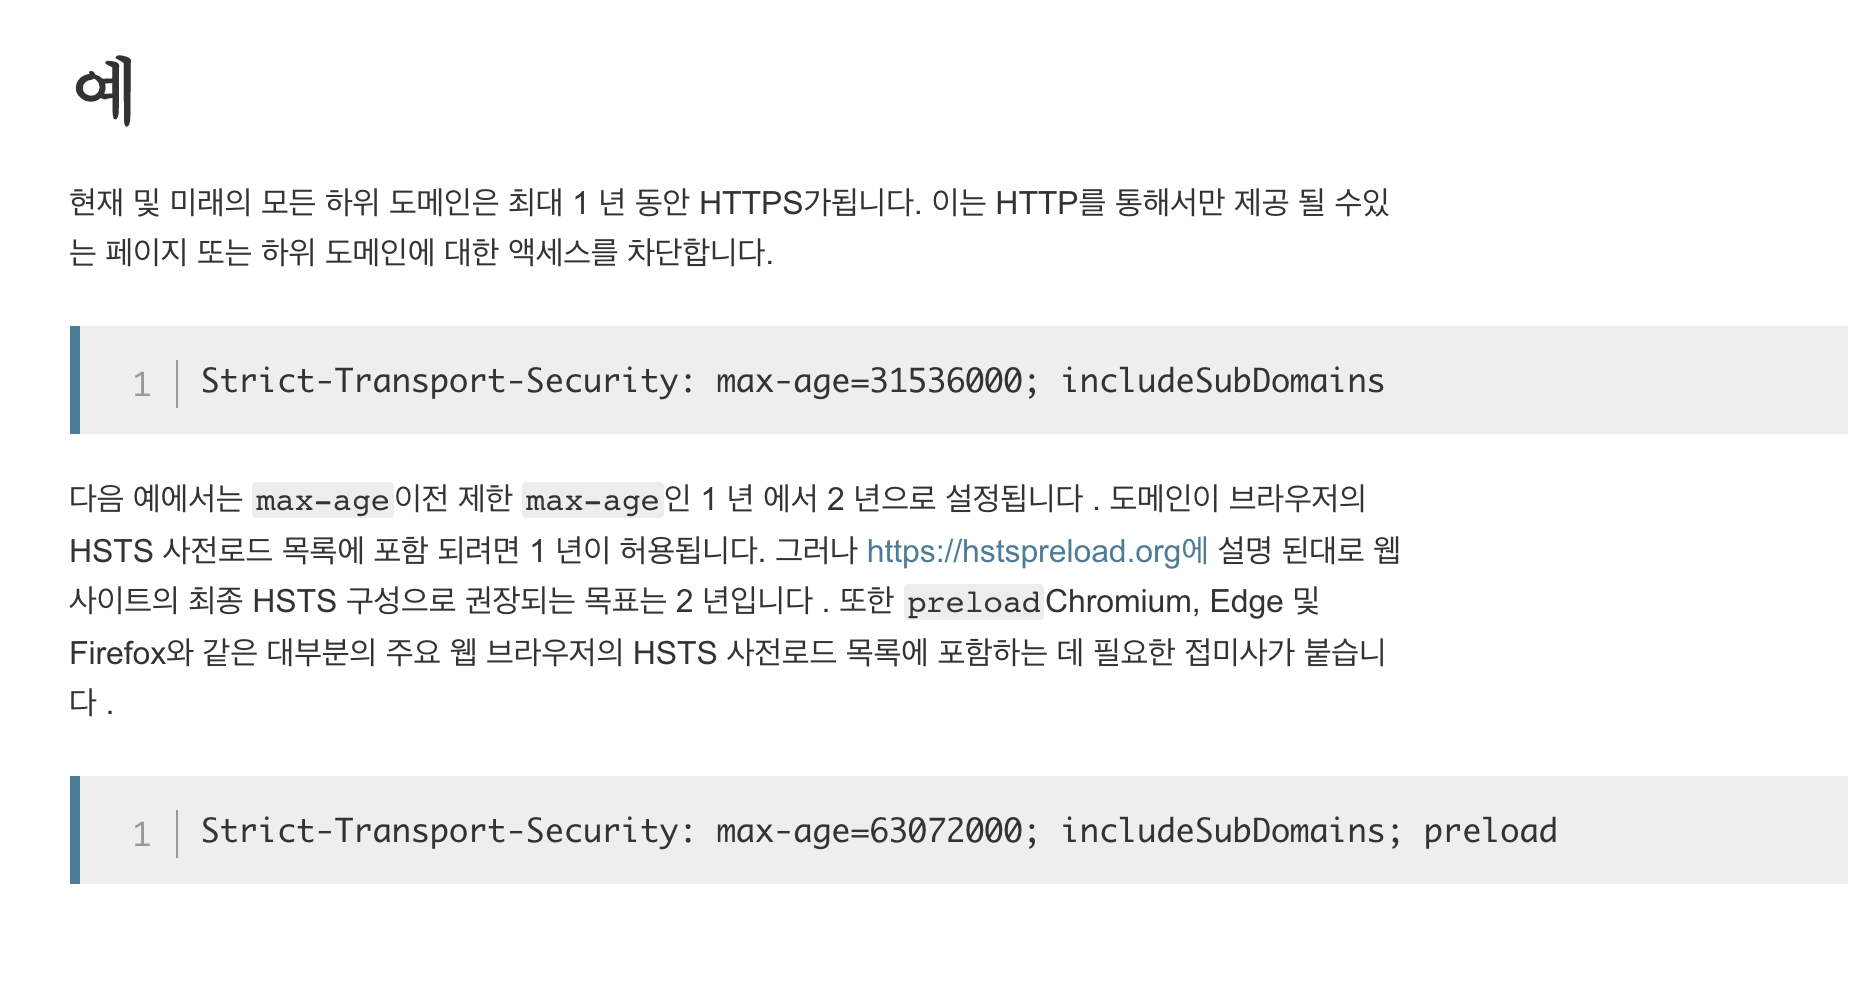 예
현재 및 미래의 모든 하위 도메인은 최대 1 년 동안 HTTPS가됩니다. 이는 HTTP를 통해서만 제공 될 수있
는 페이지 또는 하위 도메인에 대한 액세스를 차단합니다.
1 Strict-Transport-Security: max-age=31536000; includeSubDomains
다음 예에서는 max-age이전 제한 max-age인 1 년 에서 2 년으로 설정됩니다 . 도메인이 브라우저의
HSTS 사전로드 목록에 포함 되려면 1 년이 허용됩니다. 그러나 https://hstspreload.org에 설명 된대로 웹
사이트의 최종 HSTS 구성으로 권장되는 목표는 2 년입니다 . 또한 preloadChromium, Edge 및
Firefox와 같은 대부분의 주요 웹 브라우저의 HSTS 사전로드 목록에 포함하는 데 필요한 접미사가 붙습니
다 .
1 Strict-Transport-Security: max-age=63072000; includeSubDomains; preload